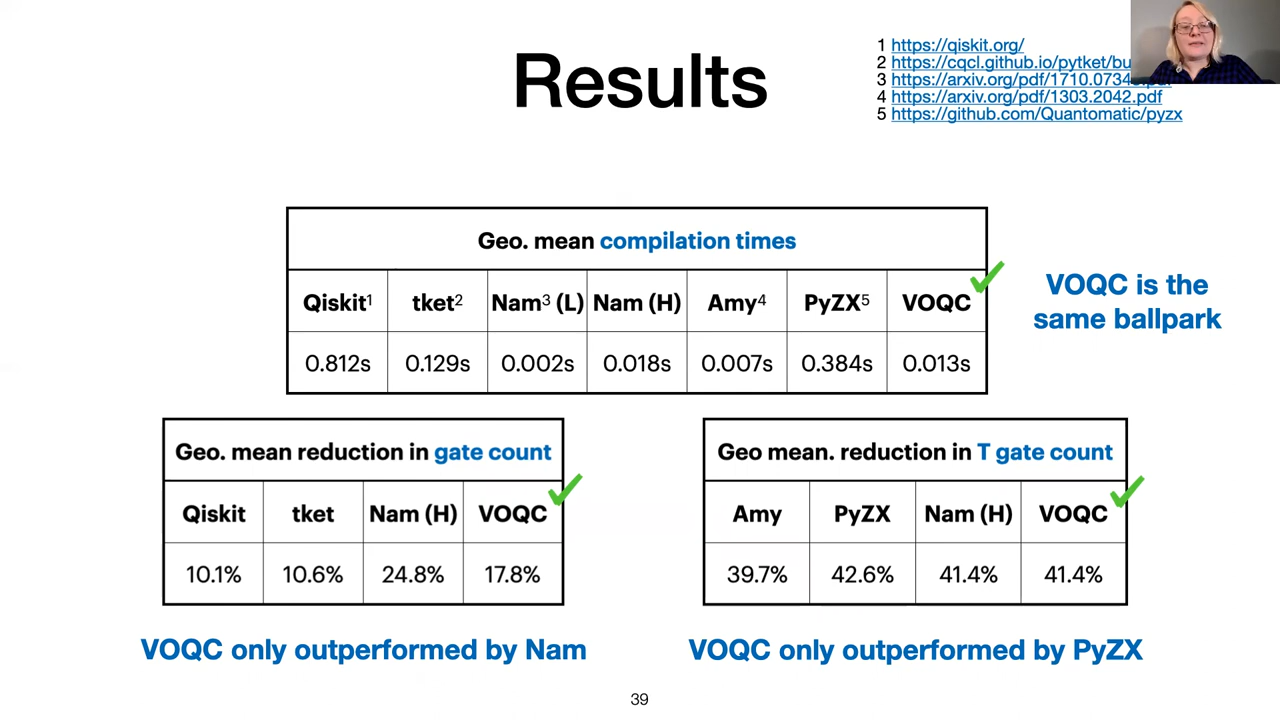 Results
1 https://qiskit.org/
2 https://cqcl.github.io/pytket/bu
3 https://arxiv.org/pdf/1710.0734
4 https://arxiv.org/pdf/1303.2042.pdf
5 https://github.com/Quantomatic/pyzx
Geo. mean compilation times
Qiskit1 tket2 Nam3 (L) Nam (H) Amy4 PyZX5 VOQC
0.812s 0.129s 0.002s 0.018s 0.007s 0.384s 0.013s
VOQC is the
same ballpark
Geo. mean reduction in gate count
Qiskit tket Nam (H) VOQC
10.1% 10.6% 24.8% 17.8%
VOQC only outperformed by Nam
Geo mean. reduction in T gate count
Amy PyZX Nam (H) VOQC
39.7% 42.6% 41.4% 41.4%
VOQC only outperformed by PyZX
39